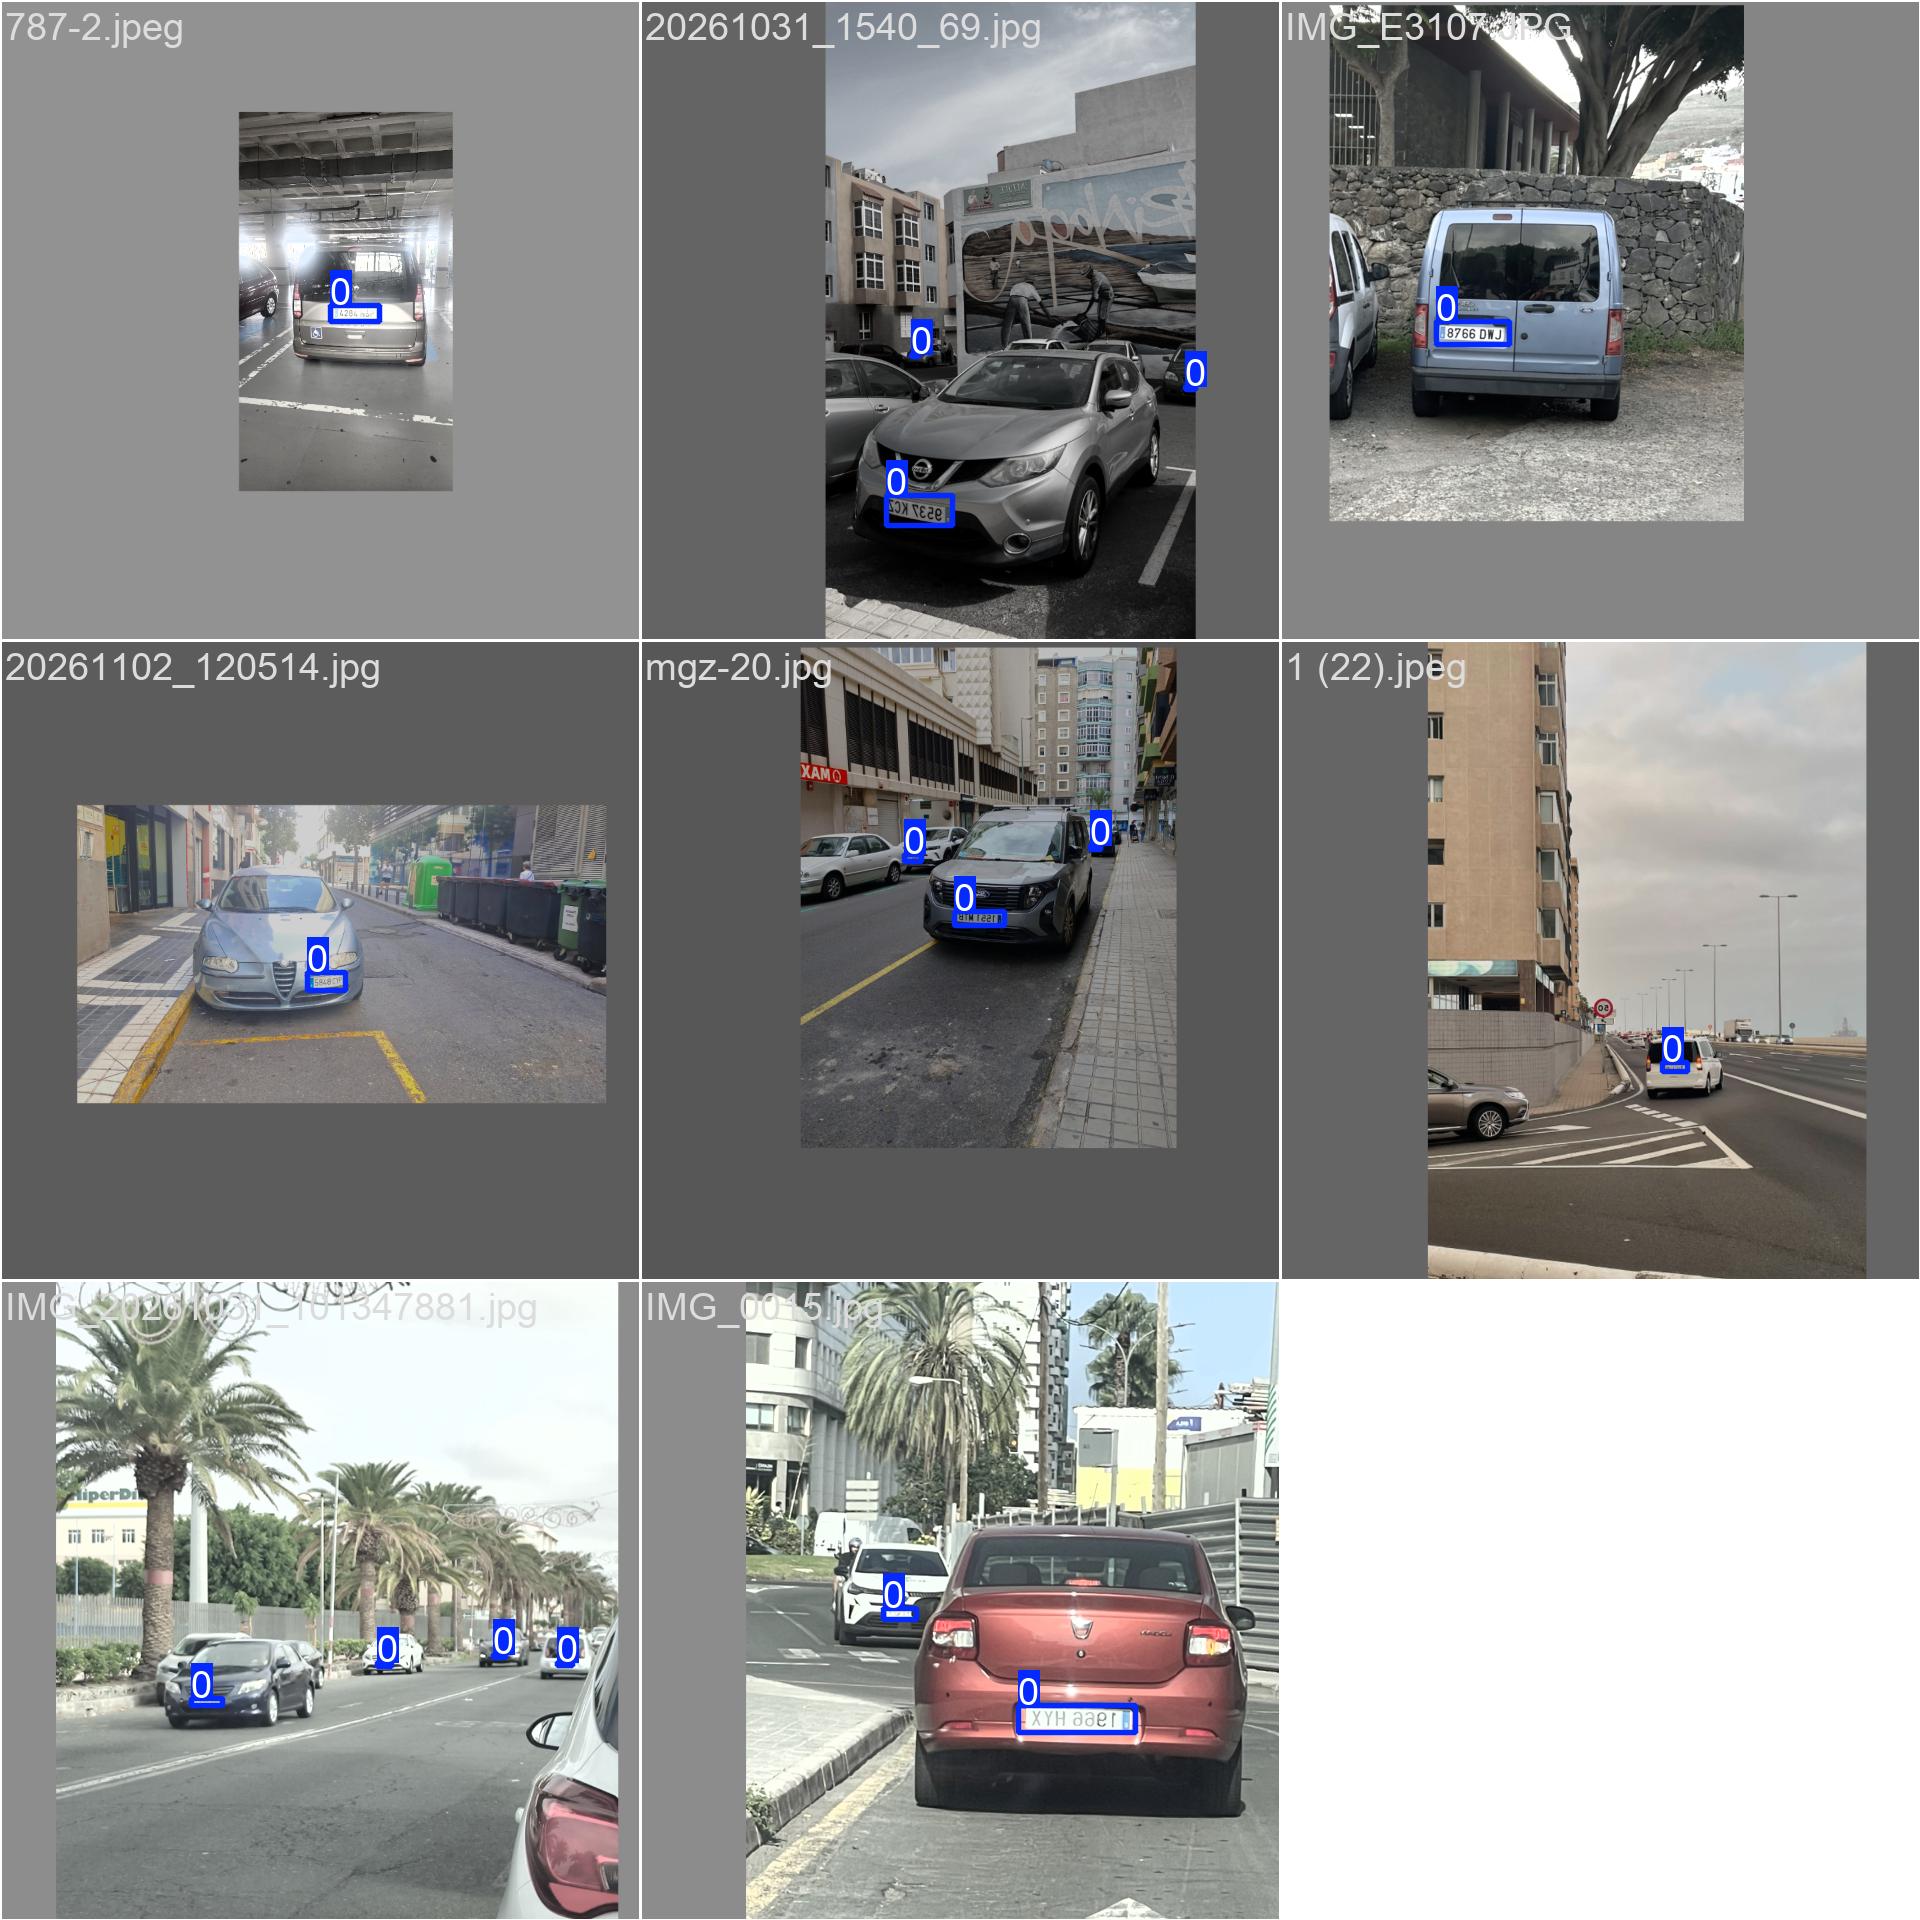 787-2.jpeg
20261031_1540_69.jpg
IMG_E3107.JPG
0
0
0
0
0
9537 KCZ
8766 DWJ
20261102_120514.jpg
mgz-20.jpg
1 (22).jpeg
MAX
0
0
0
0
50
0
IMG_20261031_101347881.jpg
IMG_0015.jpg
0
0
0
0
0
0
1966 HYX